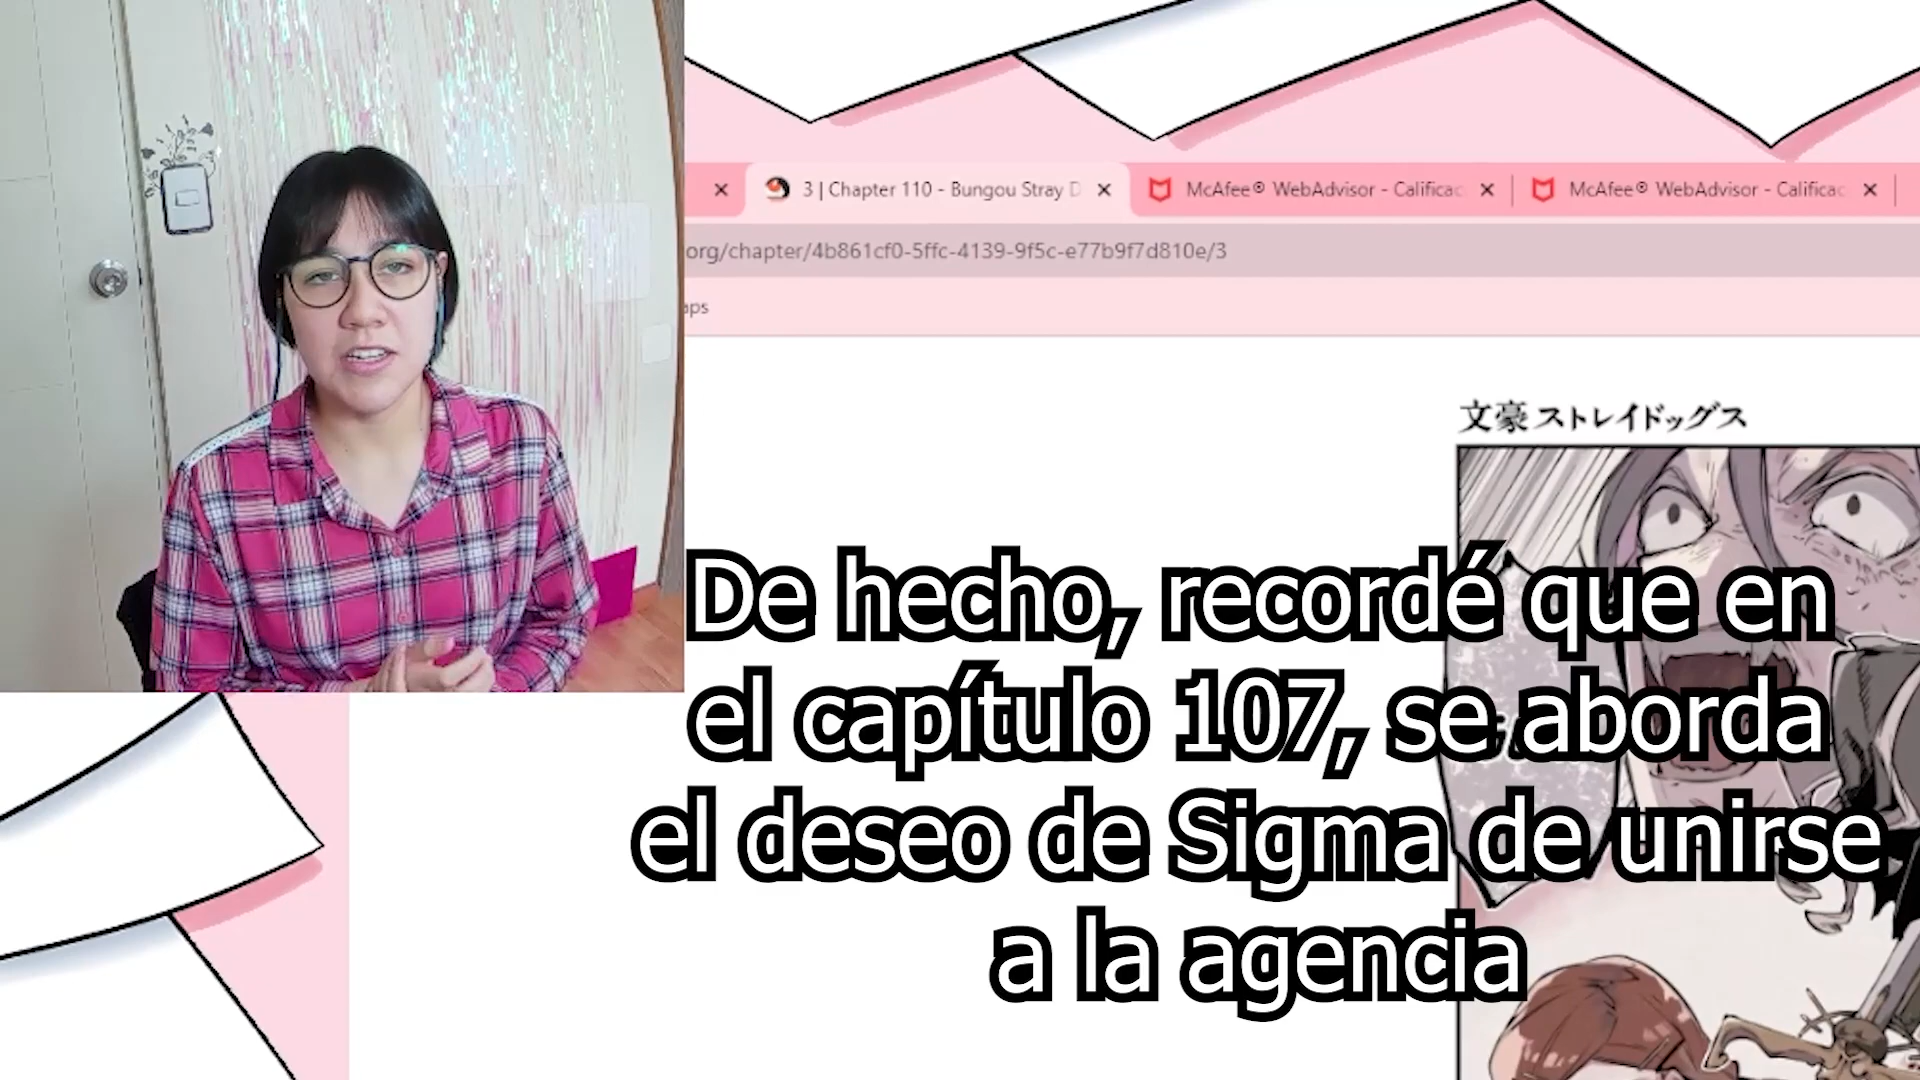 3 | Chapter 110 - Bungou Stray D
McAfee® WebAdvisor - Calificac
McAfee® WebAdvisor - Calificac
org/chapter/4b861cf0-5ffc-4139-9f5c-e77b9f7d810e/3
aps
文豪ストレイドッグス
De hecho, recordé que en
el capítulo 107, se aborda
el deseo de Sigma de unirse
a la agencia